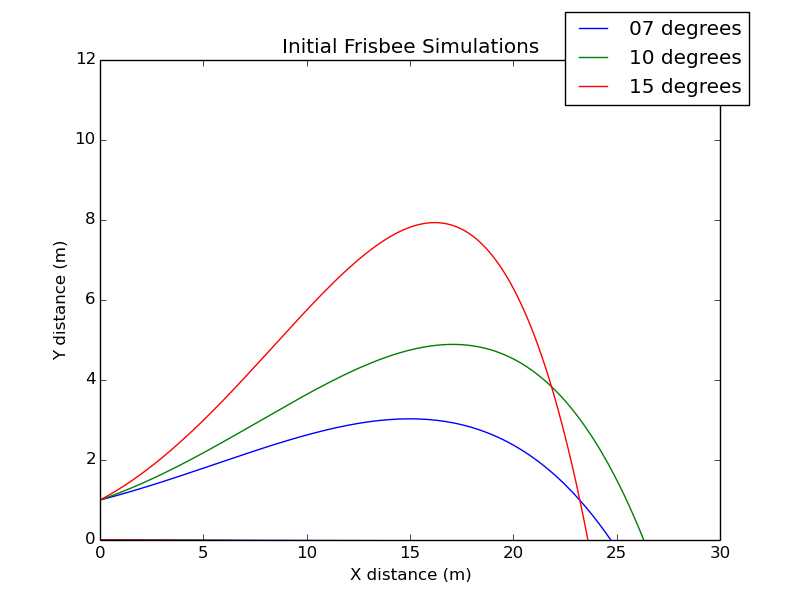 Initial Frisbee Simulations
07 degrees
10 degrees
15 degrees
12
10
8
6
4
2
0
Y distance (m)
0 5 10 15 20 25 30
X distance (m)